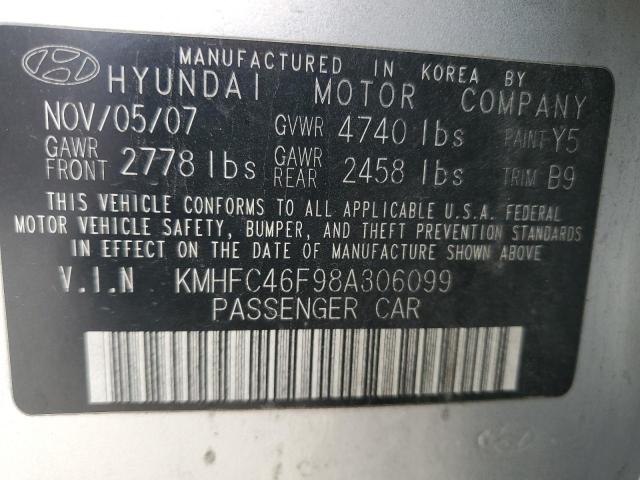 MANUFACTURED IN KOREA BY
HYUNDAI MOTOR COMPANY
NOV/05/07 GVWR 4740 lbs PAINT Y5
GAWR FRONT 2778 lbs GAWR REAR 2458 lbs TRIM B9
THIS VEHICLE CONFORMS TO ALL APPLICABLE U.S.A. FEDERAL
MOTOR VEHICLE SAFETY, BUMPER, AND THEFT PREVENTION STANDARDS
IN EFFECT ON THE DATE OF MANUFACTURE SHOWN ABOVE
V.I.N KMHFC46F98A306099
PASSENGER CAR